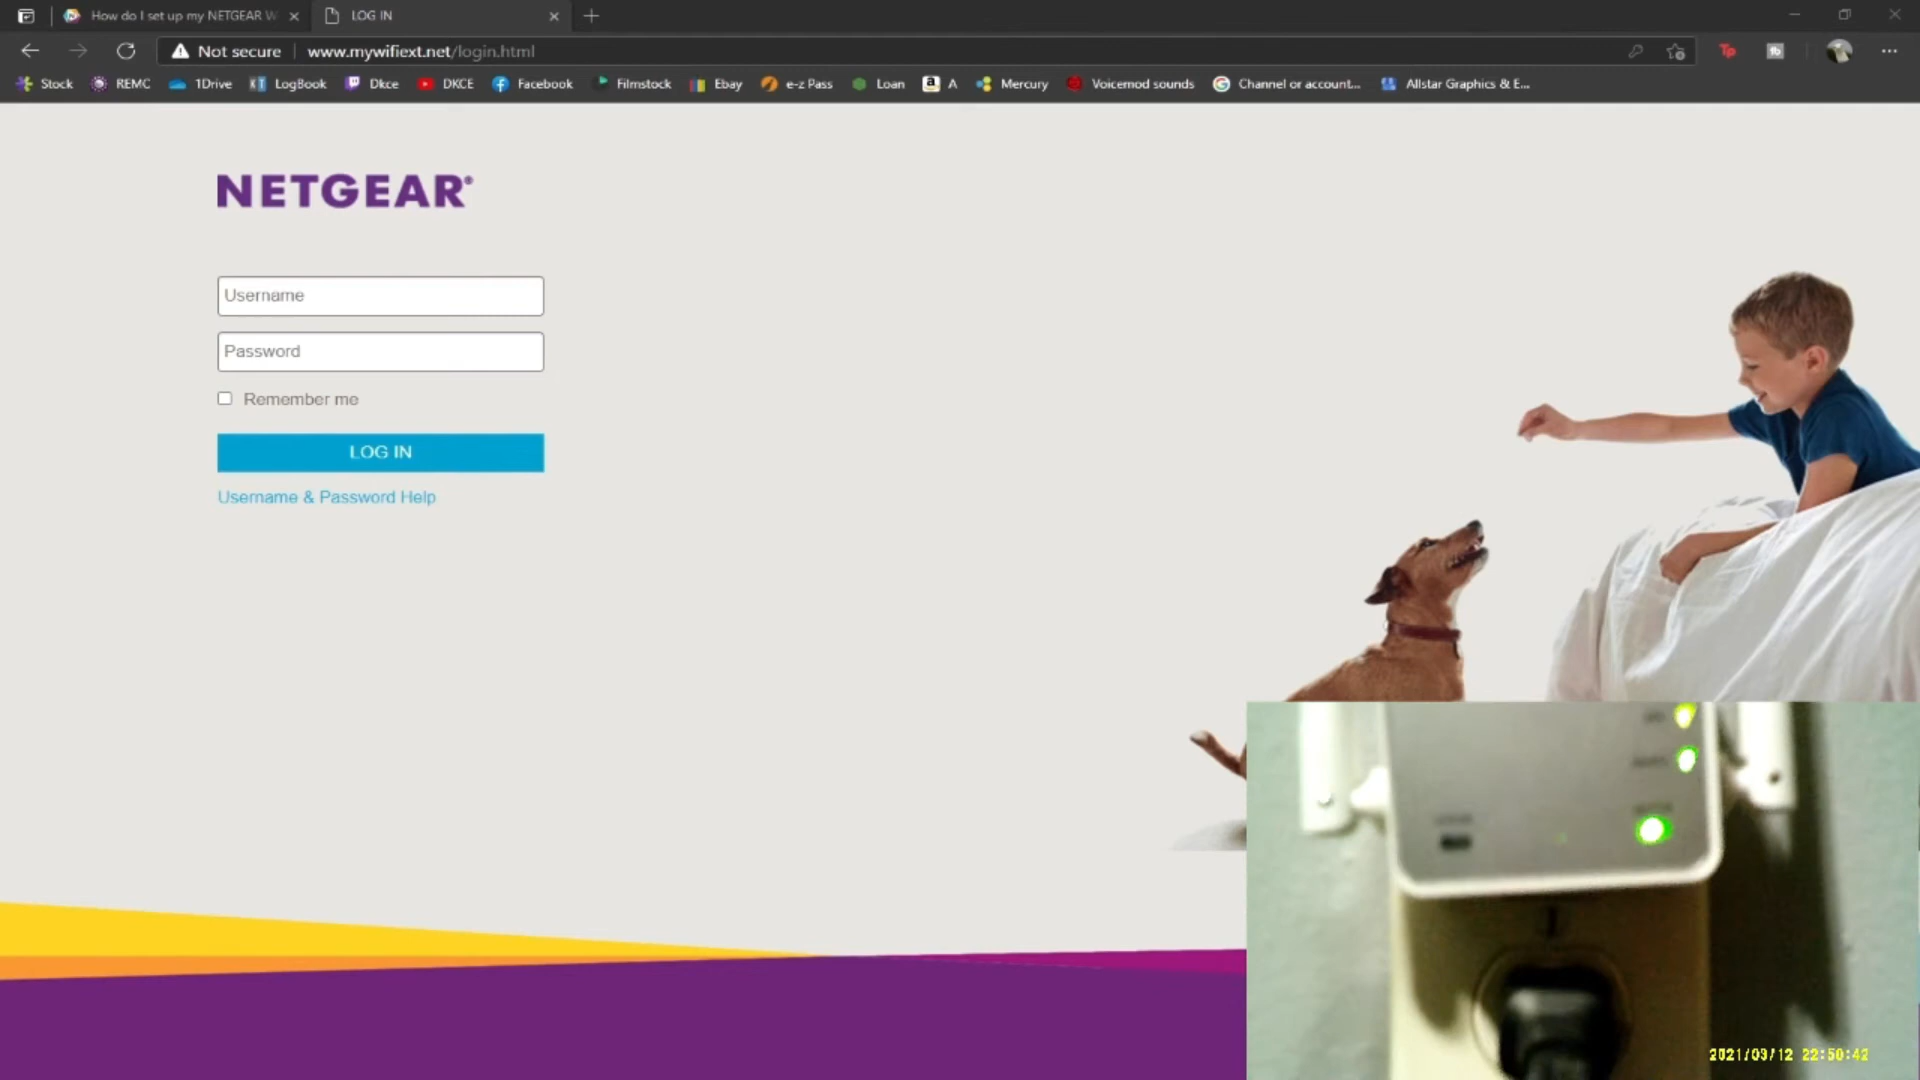 How do I set up my NETGEAR W
LOG IN
Not secure
www.mywifiext.net/login.html
Stock
REMC
1Drive
LogBook
Dkce
DKCE
Facebook
Filmstock
Ebay
e-z Pass
Loan
A
Mercury
Voicemod sounds
Channel or account...
Allstar Graphics & E...
NETGEAR®
Username
Password
Remember me
LOG IN
Username & Password Help
2021/03/12 22:50:42